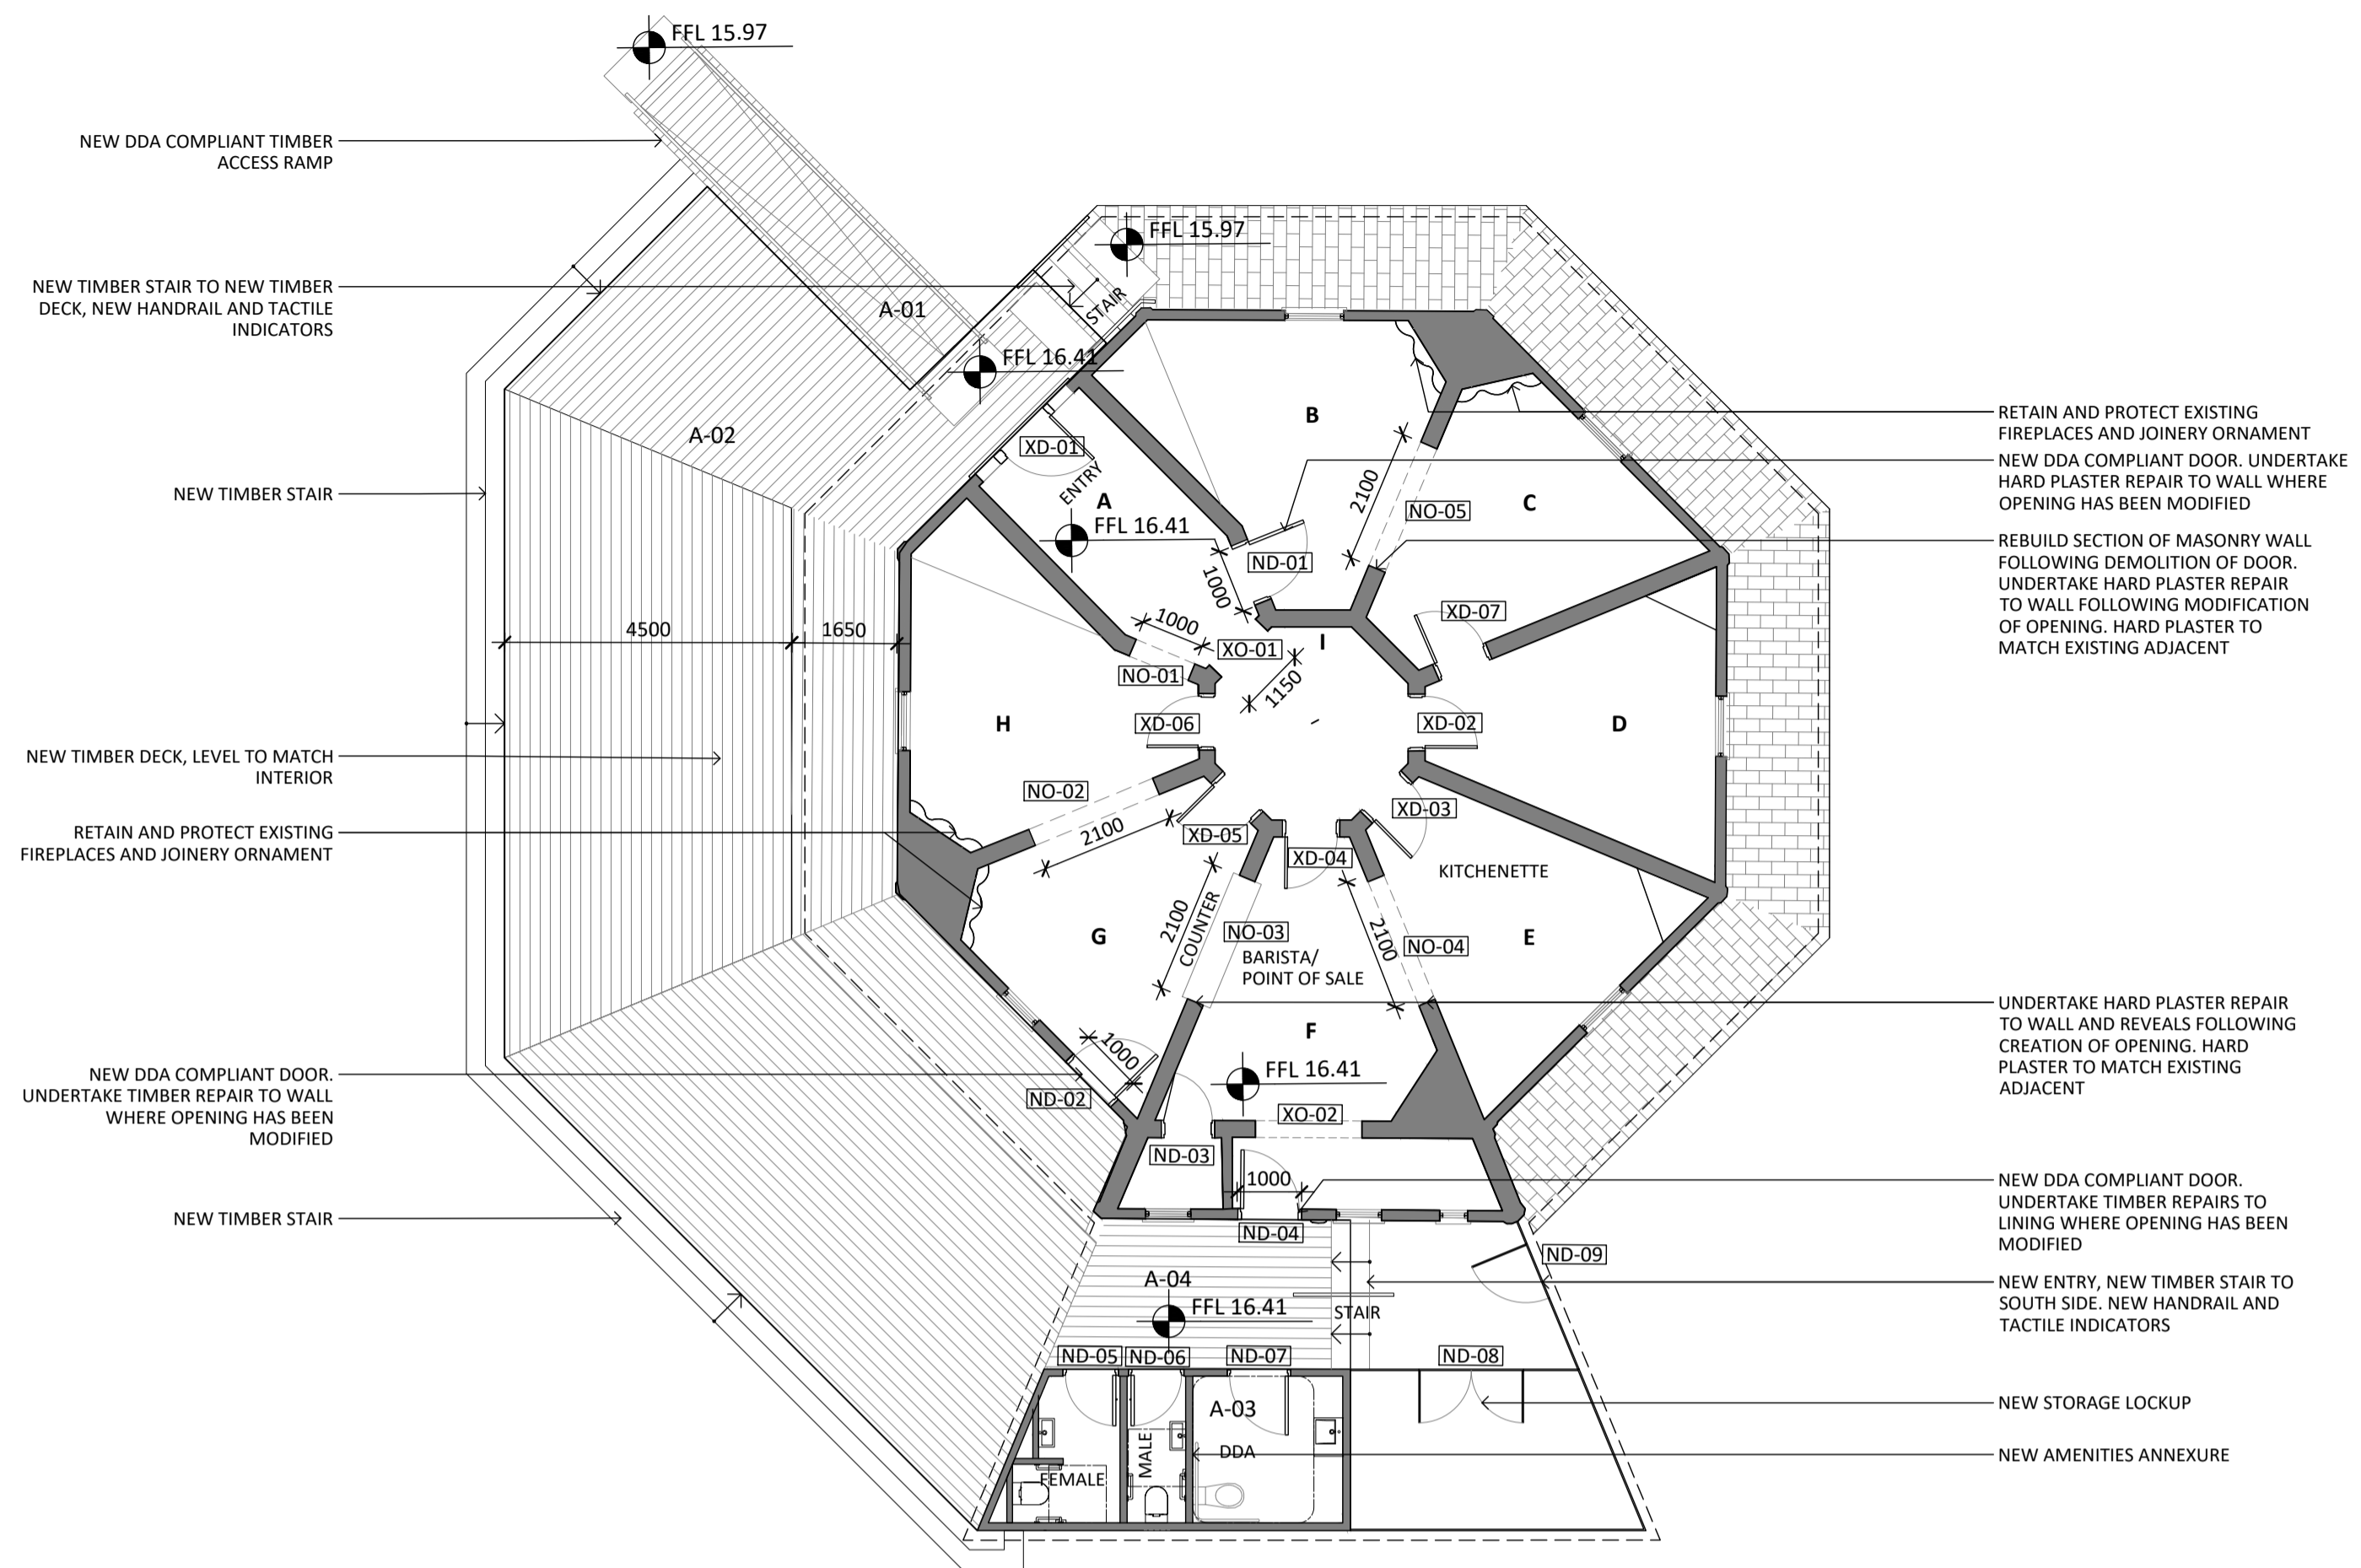 FFL 15.97
NEW DDA COMPLIANT TIMBER
ACCESS RAMP
FFL 15.97
NEW TIMBER STAIR TO NEW TIMBER
DECK, NEW HANDRAIL AND TACTILE
INDICATORS
STAIR
A-01
FFL 16.41
A-02
XD-01
ENTRY
A
FFL 16.41
B
2100
NO-05
C
RETAIN AND PROTECT EXISTING
FIREPLACES AND JOINERY ORNAMENT
NEW DDA COMPLIANT DOOR. UNDERTAKE
HARD PLASTER REPAIR TO WALL WHERE
OPENING HAS BEEN MODIFIED
REBUILD SECTION OF MASONRY WALL
FOLLOWING DEMOLITION OF DOOR.
UNDERTAKE HARD PLASTER REPAIR
TO WALL FOLLOWING MODIFICATION
OF OPENING. HARD PLASTER TO
MATCH EXISTING ADJACENT
NEW TIMBER STAIR
ND-01
1000
XD-07
4500
1650
1000
XO-01
I
NO-01
1150
H
XD-06
XD-02
D
NEW TIMBER DECK, LEVEL TO MATCH
INTERIOR
NO-02
2100
XD-05
XD-03
XD-04
RETAIN AND PROTECT EXISTING
FIREPLACES AND JOINERY ORNAMENT
KITCHENETTE
G
2100
COUNTER
NO-03
BARISTA/
POINT OF SALE
2100
NO-04
E
F
1000
FFL 16.41
UNDERTAKE HARD PLASTER REPAIR
TO WALL AND REVEALS FOLLOWING
CREATION OF OPENING. HARD
PLASTER TO MATCH EXISTING
ADJACENT
NEW DDA COMPLIANT DOOR.
UNDERTAKE TIMBER REPAIR TO WALL
WHERE OPENING HAS BEEN
MODIFIED
ND-02
XO-02
ND-03
1000
NEW DDA COMPLIANT DOOR.
UNDERTAKE TIMBER REPAIRS TO
LINING WHERE OPENING HAS BEEN
MODIFIED
NEW TIMBER STAIR
ND-04
ND-09
A-04
FFL 16.41
STAIR
NEW ENTRY, NEW TIMBER STAIR TO
SOUTH SIDE. NEW HANDRAIL AND
TACTILE INDICATORS
ND-05
ND-06
ND-07
ND-08
A-03
NEW STORAGE LOCKUP
FEMALE
MALE
DDA
NEW AMENITIES ANNEXURE